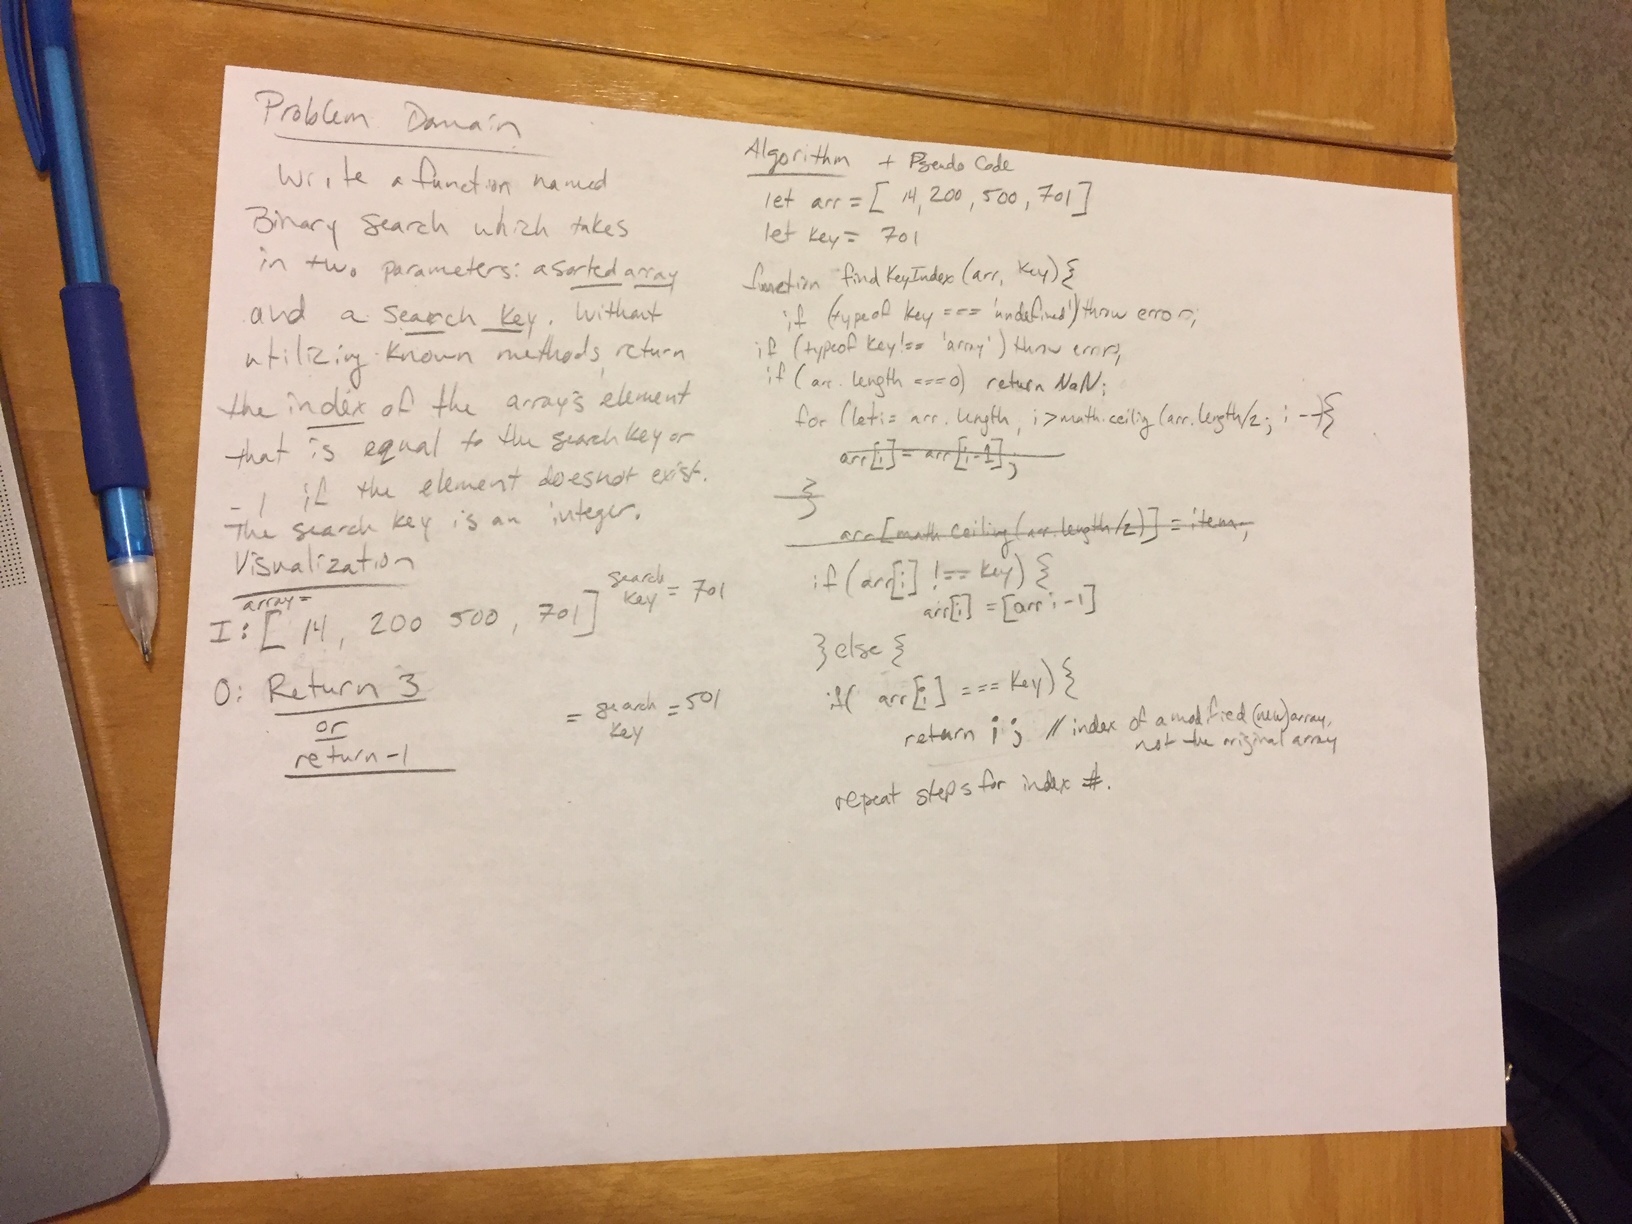 Problem Domain
Write a function named
Binary Search which takes
in two parameters: a sorted array
and a search key. Without
utilizing known methods, return
the index of the array's element
that is equal to the search key or
-1 if the element does not exist.
The search key is an integer.
Visualization
array =
I: [ 14, 200 500, 701]
search
key = 701
O: Return 3
or
return -1
= search
key = 501
Algorithm + Pseudo Code
let arr = [ 14, 200, 500, 701]
let key = 701
function findKeyIndex (arr, key) {
if (typeof key === 'undefined') throw error;
if (typeof key !== 'array') throw error;
if (arr.length === 0) return NaN;
for (let i = arr.length, i > math.ceiling (arr.length/2; i --){
arr[i] = arr[i-1];
}
arr[math.ceiling(arr.length/2)] = item;
if (arr[i] !== key) {
arr[i] = [arr i-1]
} else {
if( arr[i] === key) {
return i; // index of a modified (new) array,
not the original array
repeat steps for index #.